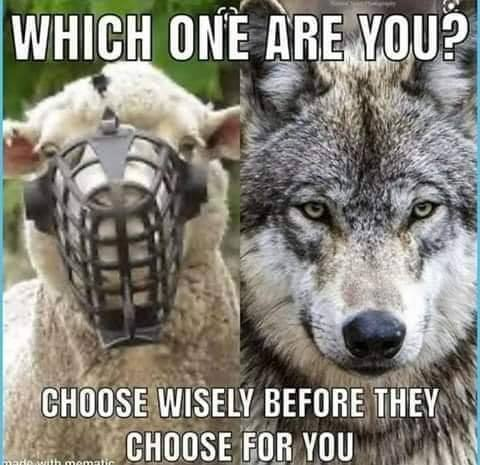 WHICH ONE ARE YOU?
CHOOSE WISELY BEFORE THEY
CHOOSE FOR YOU
made with mematic